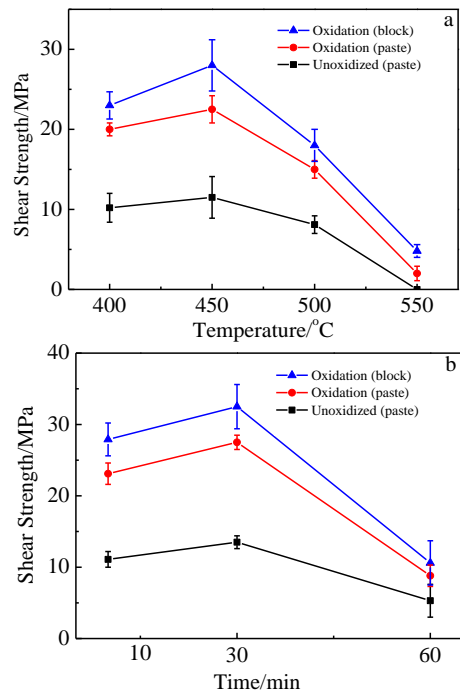 a
Oxidation (block)
Oxidation (paste)
Unoxidized (paste)
Shear Strength/MPa
30
20
10
0
400 450 500 550
Temperature/°C
b
Oxidation (block)
Oxidation (paste)
Unoxidized (paste)
Shear Strength/MPa
40
30
20
10
0
10 30 60
Time/min